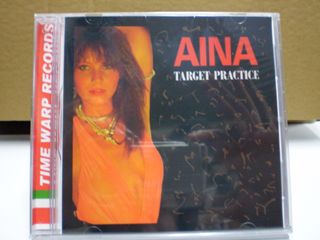 TIME WARP RECORDS
AINA
TARGET PRACTICE